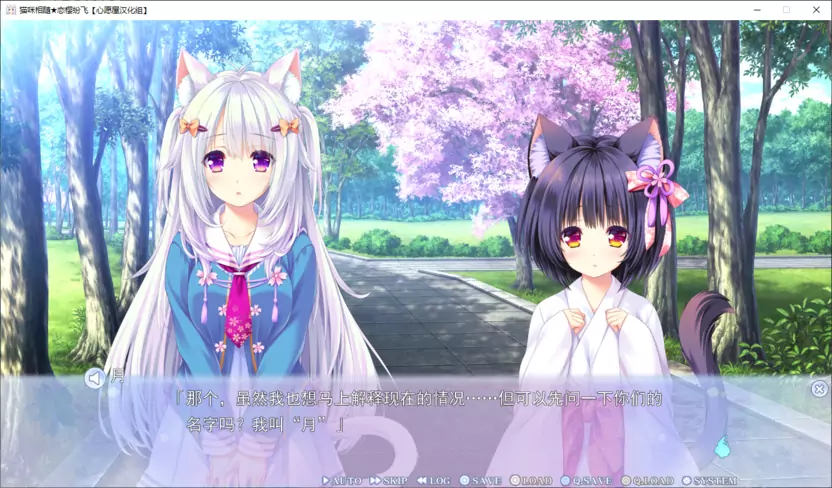 猫咪相随★恋樱纷飞【心愿屋汉化组】
月
「那个，虽然我也想马上解释现在的情况……但可以先问一下你们的
名字吗？我叫“月”」
AUTO SKIP LOG SAVE LOAD Q.SAVE Q.LOAD SYSTEM